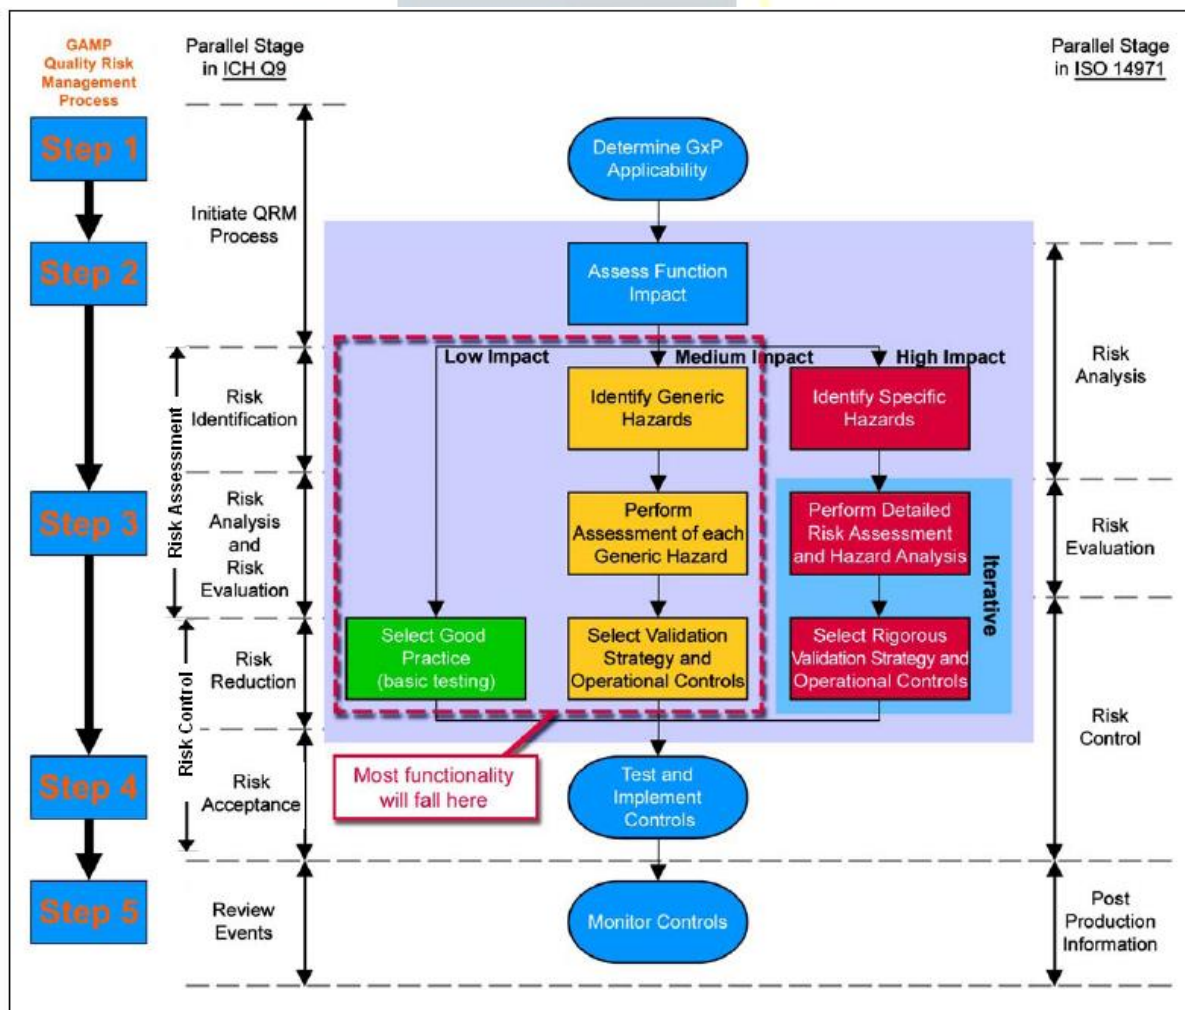 GAMP
Quality Risk
Management
Process
Parallel Stage
in ICH Q9
Parallel Stage
in ISO 14971
Step 1
Determine GxP
Applicability
Initiate QRM
Process
Step 2
Assess Function
Impact
Low Impact
Medium Impact
High Impact
Risk Assessment
Risk
Identification
Identify Generic
Hazards
Identify Specific
Hazards
Risk
Analysis
Step 3
Risk
Analysis
and
Risk
Evaluation
Perform
Assessment of each
Generic Hazard
Perform Detailed
Risk Assessment
and Hazard Analysis
Iterative
Risk
Evaluation
Risk Control
Risk
Reduction
Select Good
Practice
(basic testing)
Select Validation
Strategy and
Operational Controls
Select Rigorous
Validation Strategy and
Operational Controls
Risk
Control
Step 4
Risk
Acceptance
Most functionality
will fall here
Test and
Implement
Controls
Step 5
Review
Events
Monitor Controls
Post
Production
Information